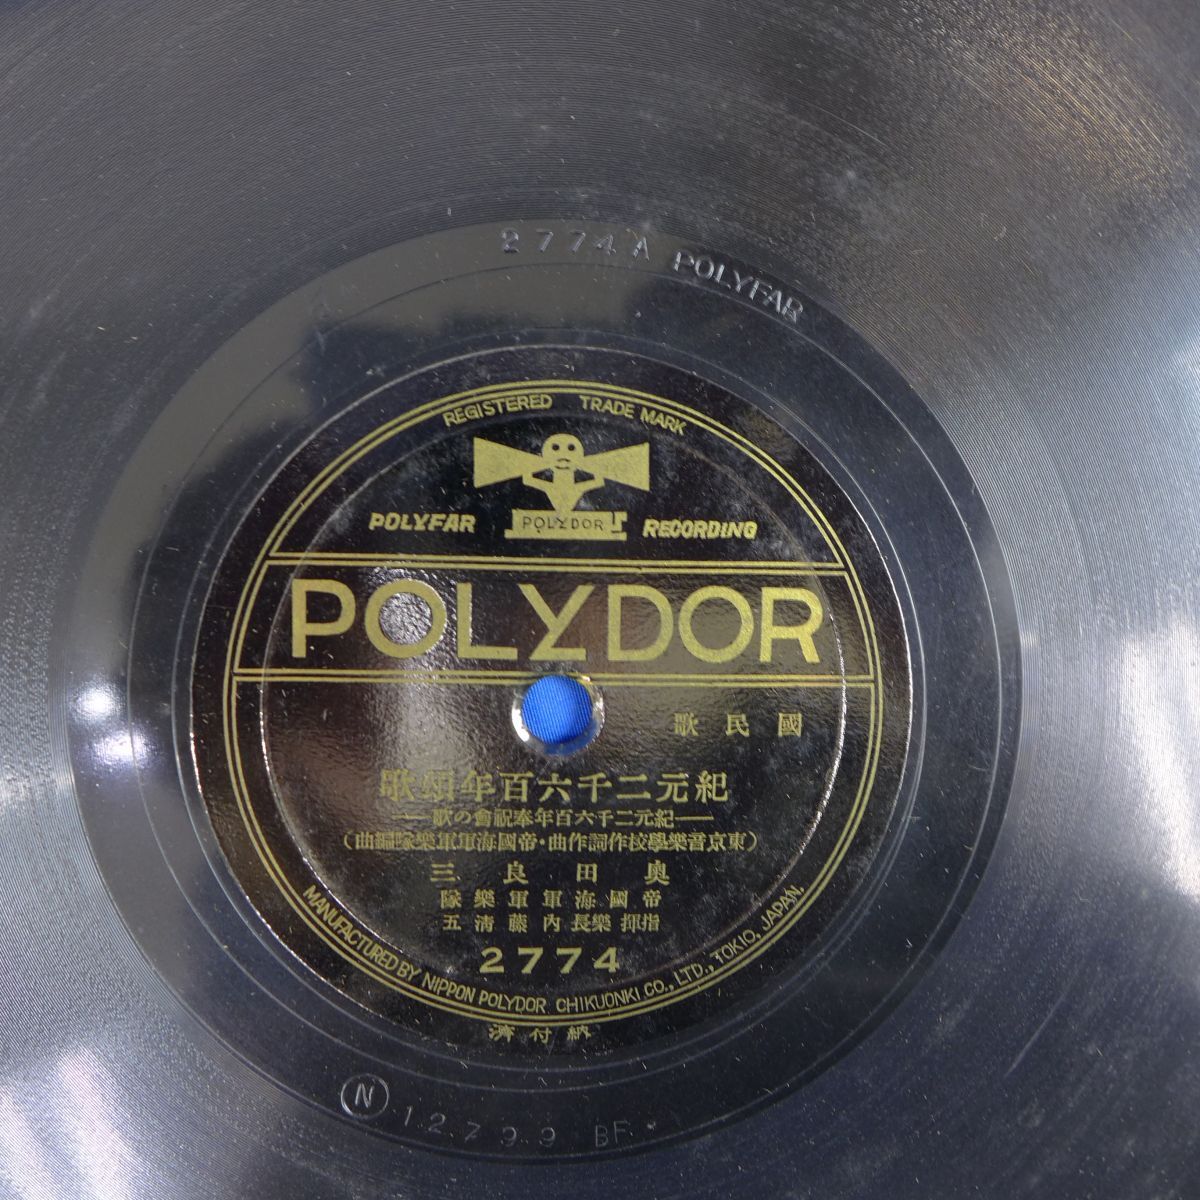 2774A POLYFAR
REGISTERED TRADE MARK
POLYDOR
POLYFAR RECORDING
POLYDOR
歌民國
歌頌年百六千二元紀
―歌の會祝奉年百六千二元紀―
（曲編隊樂軍軍海國帝・曲作詞作校學樂音京東）
三良田奥
隊樂軍軍海國帝
五淸藤內長樂揮指
2774
MANUFACTURED BY NIPPON POLYDOR CHIKUONKI CO., LTD., TOKIO, JAPAN.
濟付納
N 12799 BF